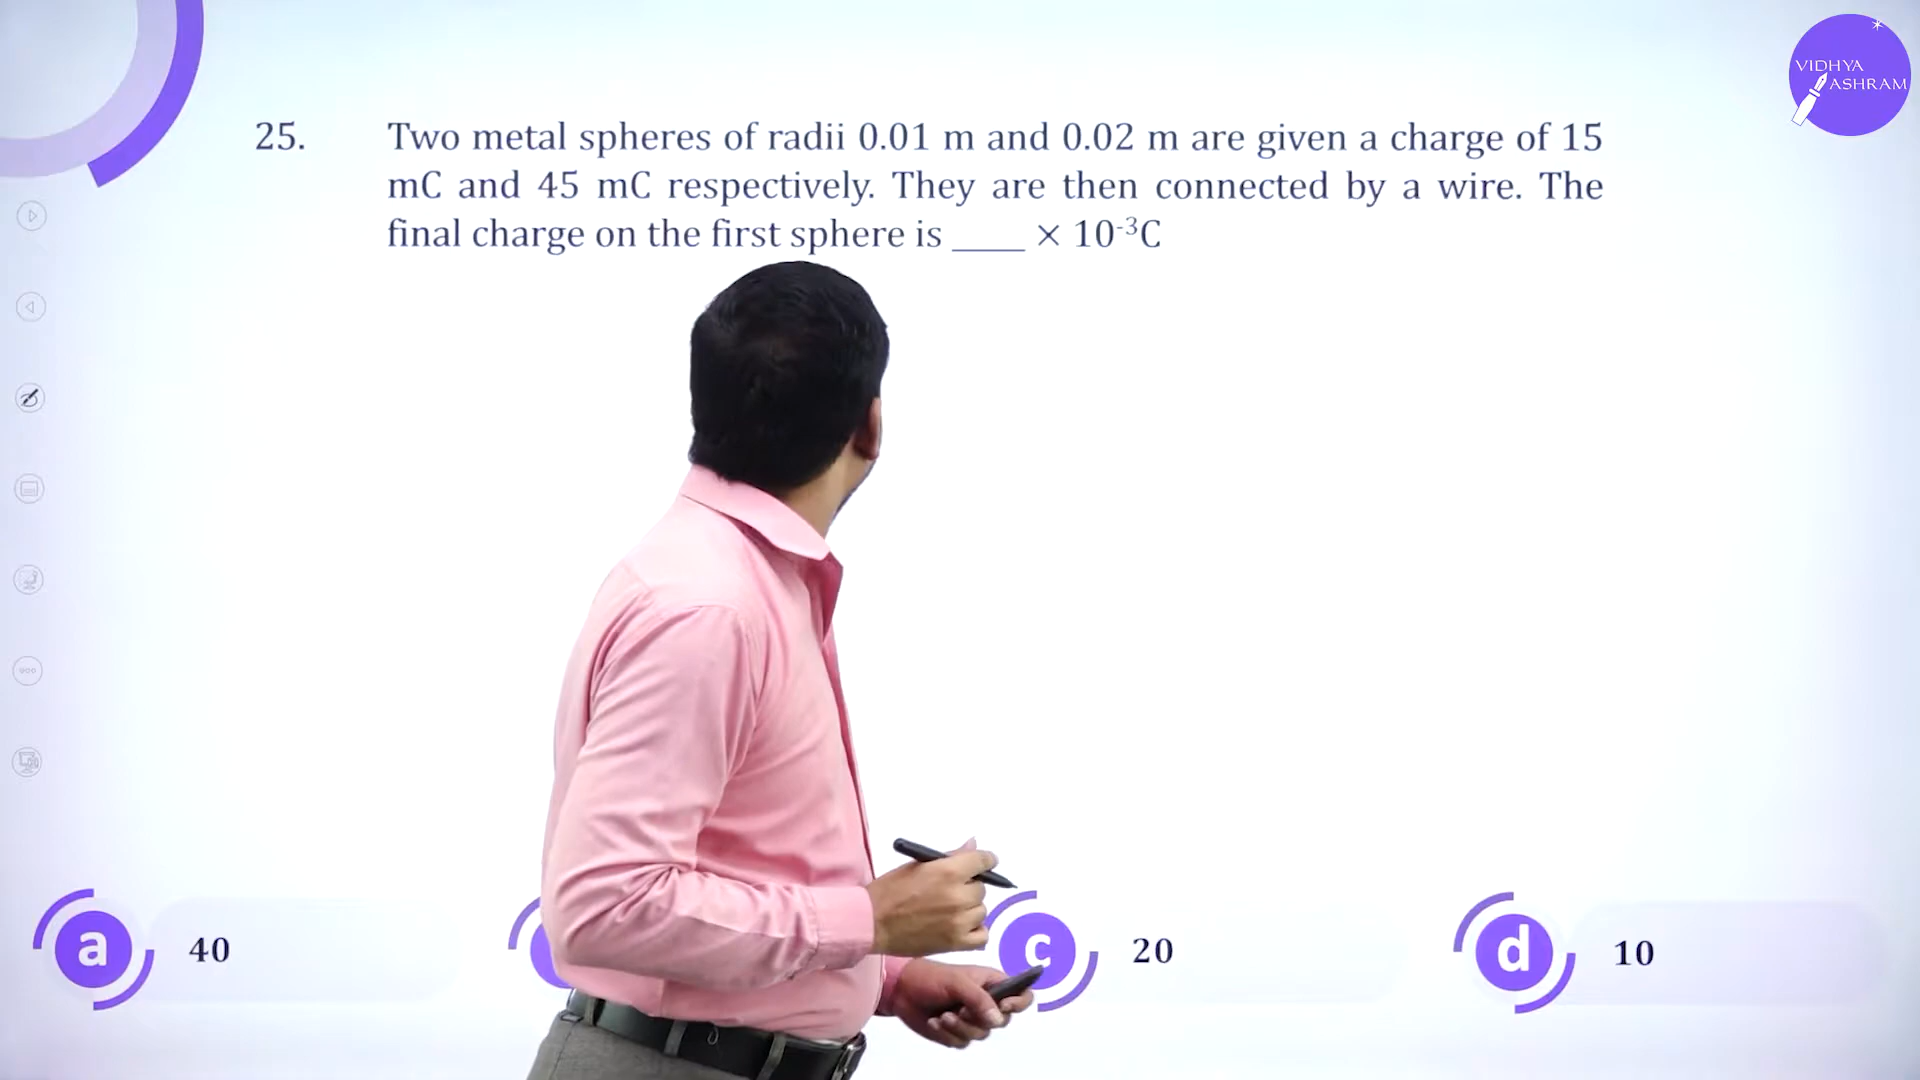 VIDHYA
ASHRAM
25. Two metal spheres of radii 0.01 m and 0.02 m are given a charge of 15
mC and 45 mC respectively. They are then connected by a wire. The
final charge on the first sphere is ____ × 10⁻³C
a 40
c 20
d 10